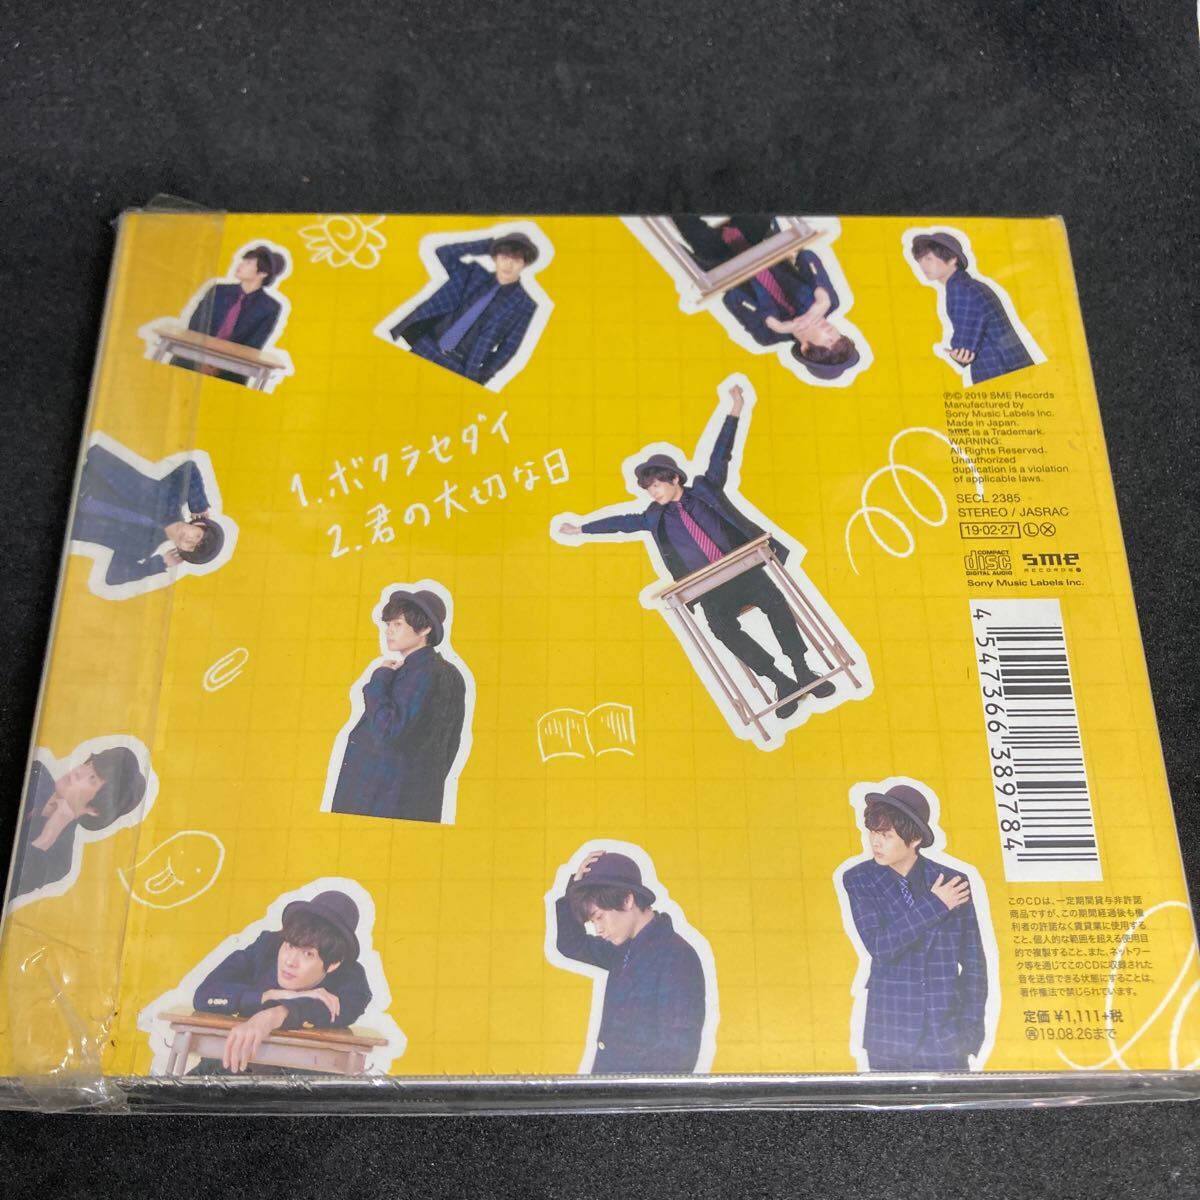 1.ボクラセダイ
2.君の大切な日
ⓅⒸ 2019 SME Records
Manufactured by
Sony Music Labels Inc.
Made in Japan.
sme is a Trademark.
WARNING:
All Rights Reserved.
Unauthorized
duplication is a violation
of applicable laws.
SECL 2385
STEREO / JASRAC
19・02・27 Ⓛ Ⓧ
COMPACT
disc
DIGITAL AUDIO
sme
RECORDS
Sony Music Labels Inc.
4 547366 389784
このCDは、一定期間貸与非許諾
商品ですが、この期間経過後も権
利者の許諾なく賃貸業に使用する
こと、個人的な範囲を超える使用目
的で複製すること、また、ネットワー
ク等を通じてこのCDに収録された
音を送信できる状態にすることは、
著作権法で禁じられています。
定価 ¥1,111+税
㋐19.08.26まで